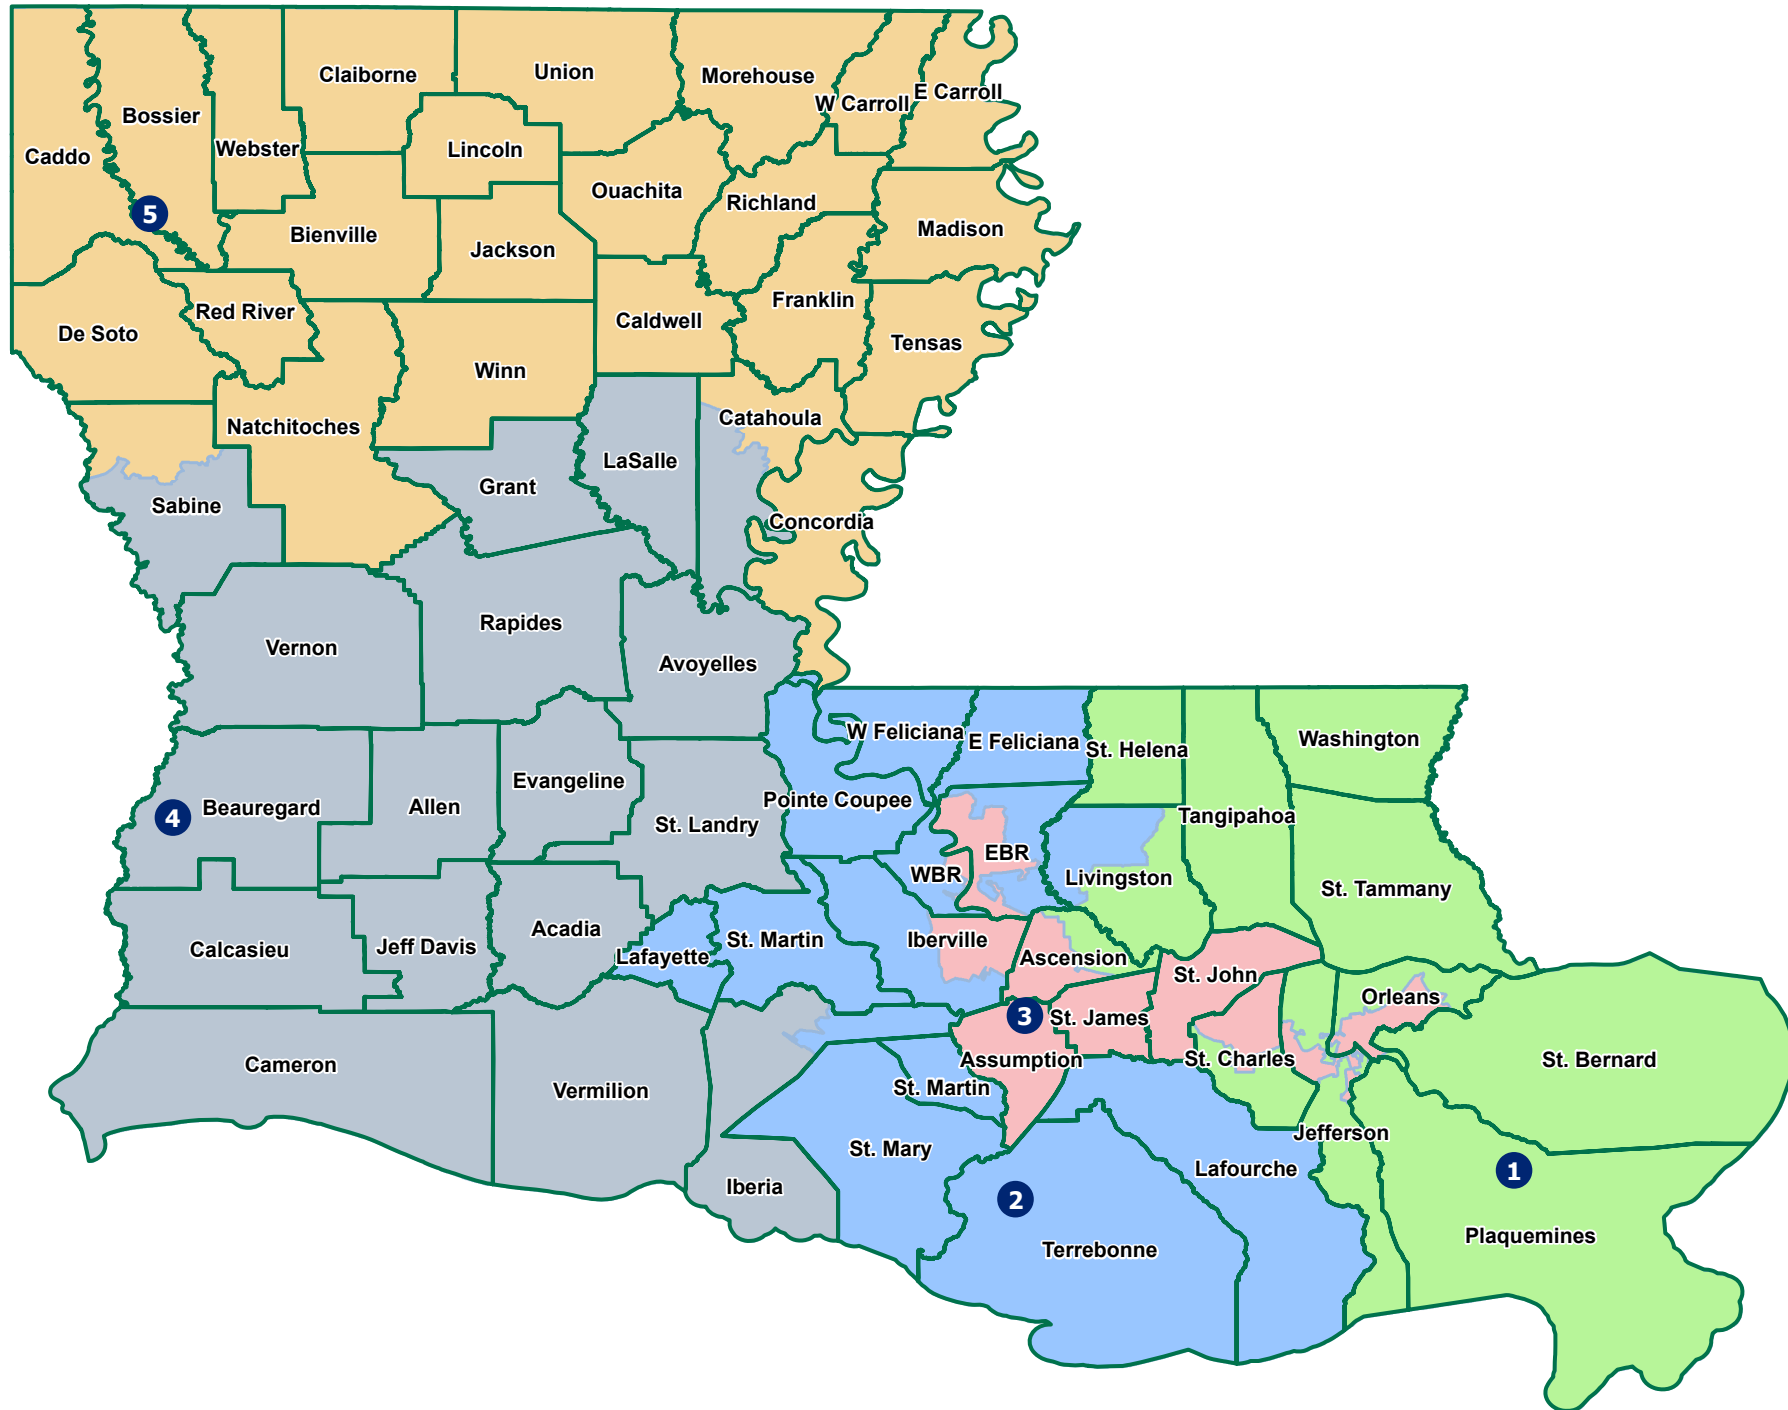 Claiborne
Union
Morehouse
W Carroll
E Carroll
Bossier
Webster
Caddo
Lincoln
Ouachita
Richland
5
Bienville
Jackson
Madison
Red River
Franklin
De Soto
Caldwell
Tensas
Winn
Natchitoches
Catahoula
LaSalle
Grant
Sabine
Concordia
Rapides
Vernon
Avoyelles
W Feliciana
E Feliciana
St. Helena
Washington
Evangeline
Pointe Coupee
4
Beauregard
Allen
St. Landry
Tangipahoa
EBR
WBR
Livingston
St. Tammany
Acadia
Calcasieu
Jeff Davis
Lafayette
St. Martin
Iberville
Ascension
St. John
Orleans
3
St. James
Cameron
Vermilion
Assumption
St. Charles
St. Bernard
St. Martin
St. Mary
Jefferson
Lafourche
1
Iberia
2
Terrebonne
Plaquemines